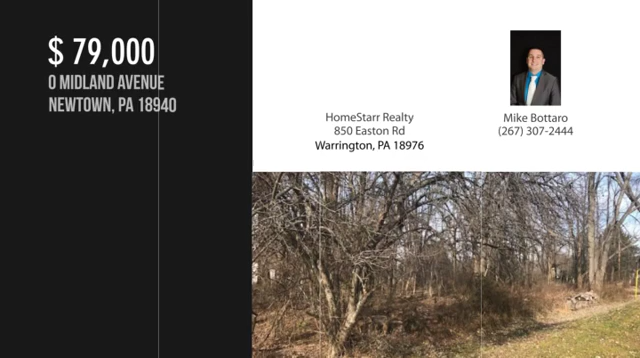 $ 79,000
0 MIDLAND AVENUE
NEWTOWN, PA 18940
HomeStarr Realty
850 Easton Rd
Warrington, PA 18976
Mike Bottaro
(267) 307-2444